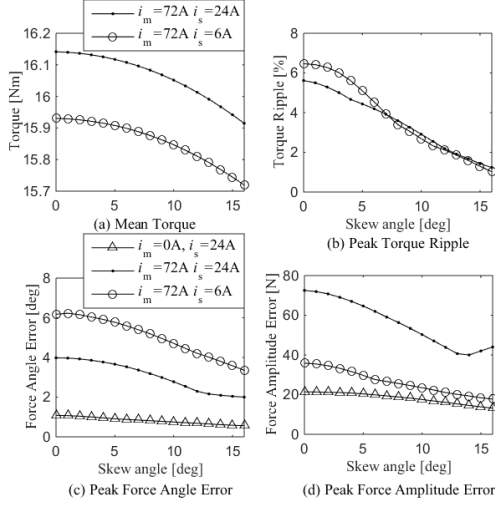 i_m=72A i_s=24A
i_m=72A i_s=6A
16.2
16.1
16
15.9
15.8
15.7
Torque [Nm]
0 5 10 15
(a) Mean Torque
8
6
4
2
0
Torque Ripple [%]
0 5 10 15
Skew angle [deg]
(b) Peak Torque Ripple
i_m=0A, i_s=24A
i_m=72A i_s=24A
i_m=72A i_s=6A
8
6
4
2
0
Force Angle Error [deg]
0 5 10 15
Skew angle [deg]
(c) Peak Force Angle Error
80
60
40
20
0
Force Amplitude Error [N]
0 5 10 15
Skew angle [deg]
(d) Peak Force Amplitude Error